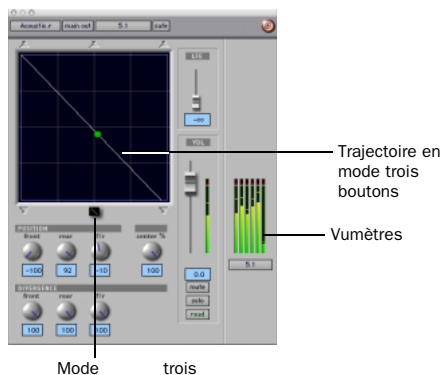 Acoustic.r main out 5.1 safe
LFE
-∞
VOL
POSITION
front rear f/r center %
-100 92 -10 100
0.0
mute
solo
read
5.1
DIVERGENCE
front rear f/r
100 100 100
Trajectoire en
mode trois
boutons
Vumètres
Mode trois